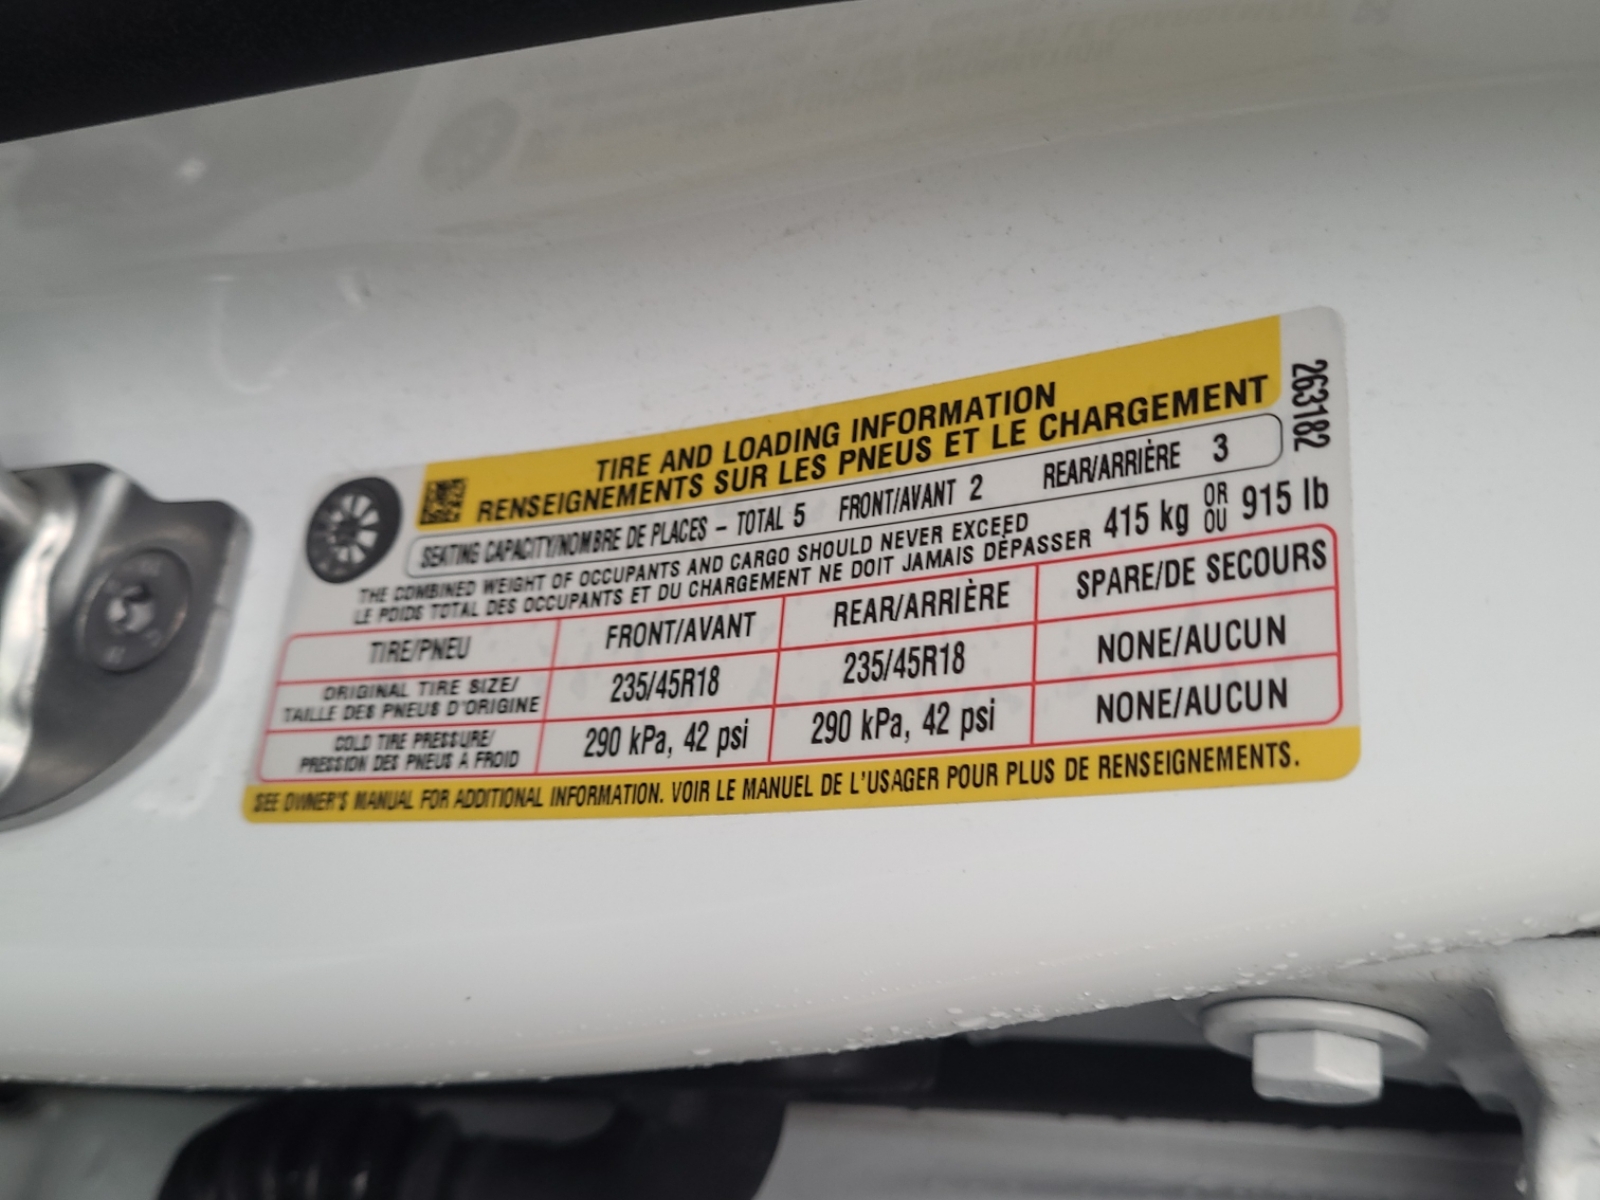 TIRE AND LOADING INFORMATION
RENSEIGNEMENTS SUR LES PNEUS ET LE CHARGEMENT
263182
SEATING CAPACITY/NOMBRE DE PLACES – TOTAL 5 FRONT/AVANT 2 REAR/ARRIÈRE 3
THE COMBINED WEIGHT OF OCCUPANTS AND CARGO SHOULD NEVER EXCEED
LE POIDS TOTAL DES OCCUPANTS ET DU CHARGEMENT NE DOIT JAMAIS DÉPASSER
415 kg OR OU 915 lb
TIRE/PNEU FRONT/AVANT REAR/ARRIÈRE SPARE/DE SECOURS
ORIGINAL TIRE SIZE/
TAILLE DES PNEUS D'ORIGINE
235/45R18 235/45R18 NONE/AUCUN
COLD TIRE PRESSURE/
PRESSION DES PNEUS A FROID
290 kPa, 42 psi 290 kPa, 42 psi NONE/AUCUN
SEE OWNER'S MANUAL FOR ADDITIONAL INFORMATION. VOIR LE MANUEL DE L'USAGER POUR PLUS DE RENSEIGNEMENTS.